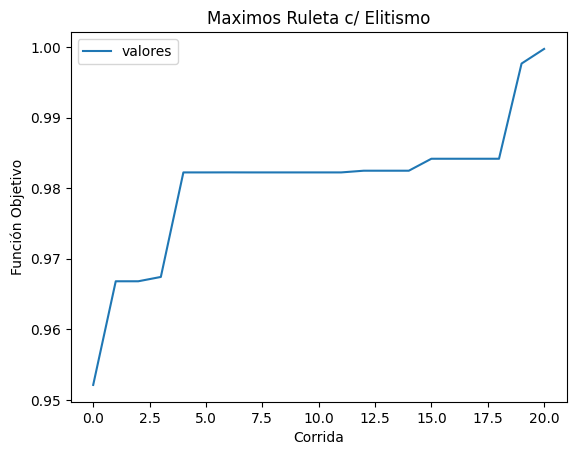 Maximos Ruleta c/ Elitismo
valores
1.00
0.99
0.98
0.97
0.96
0.95
Función Objetivo
0.0 2.5 5.0 7.5 10.0 12.5 15.0 17.5 20.0
Corrida